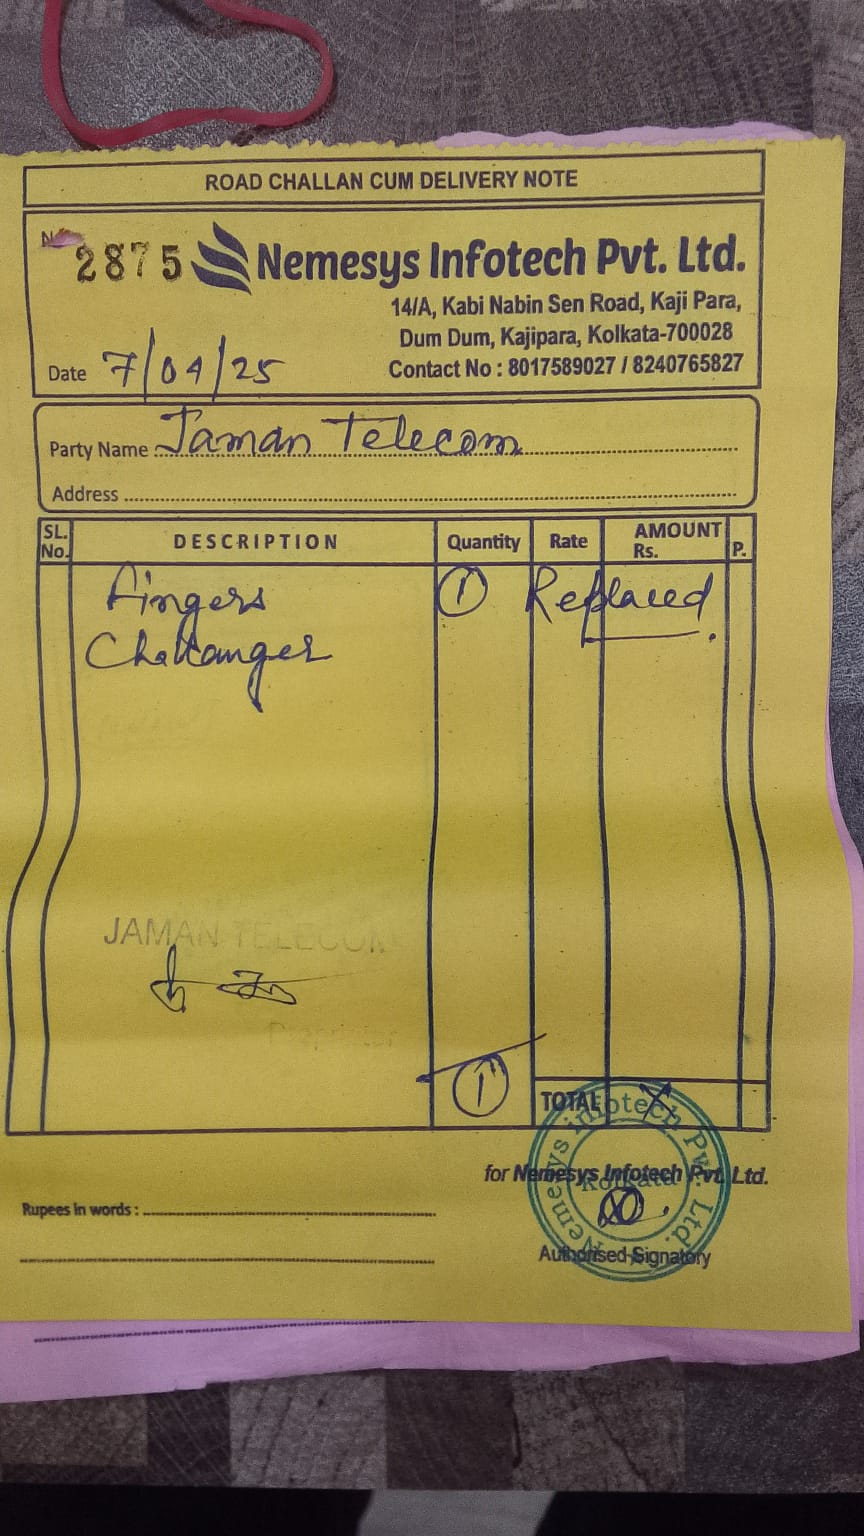 ROAD CHALLAN CUM DELIVERY NOTE
2875
Nemesys Infotech Pvt. Ltd.
14/A, Kabi Nabin Sen Road, Kaji Para,
Dum Dum, Kajipara, Kolkata-700028
Contact No : 8017589027 / 8240765827
Date 7/04/25
Party Name : Jaman Telecom
Address
SL. No. DESCRIPTION Quantity Rate AMOUNT Rs. P.
Fingers 1 Replaced
Challanger
JAMAN TELECOM
Proprietor
1 TOTAL X
for Nemesys Infotech Pvt. Ltd.
Nemesys Infotech Pvt. Ltd.
Kolkata
Rupees in words :
Authorised Signatory